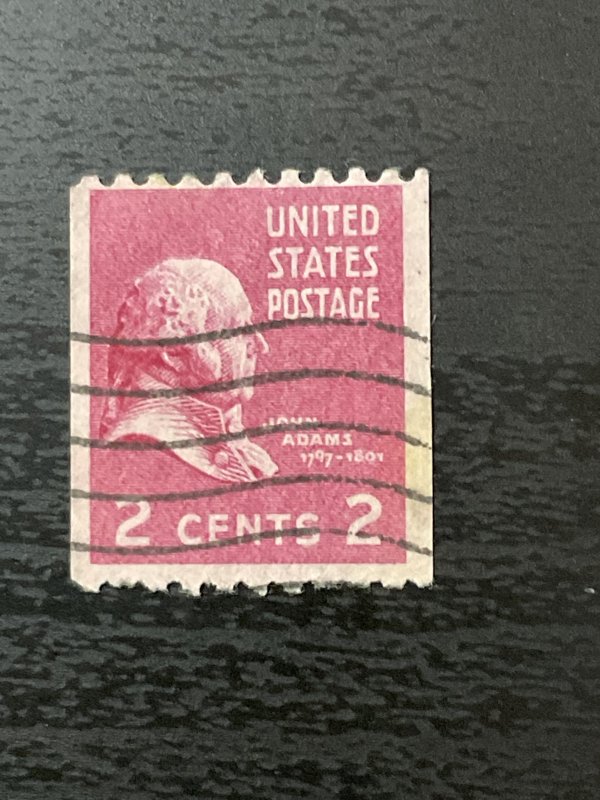 UNITED
STATES
POSTAGE
JOHN
ADAMS
1797-1801
2 CENTS 2